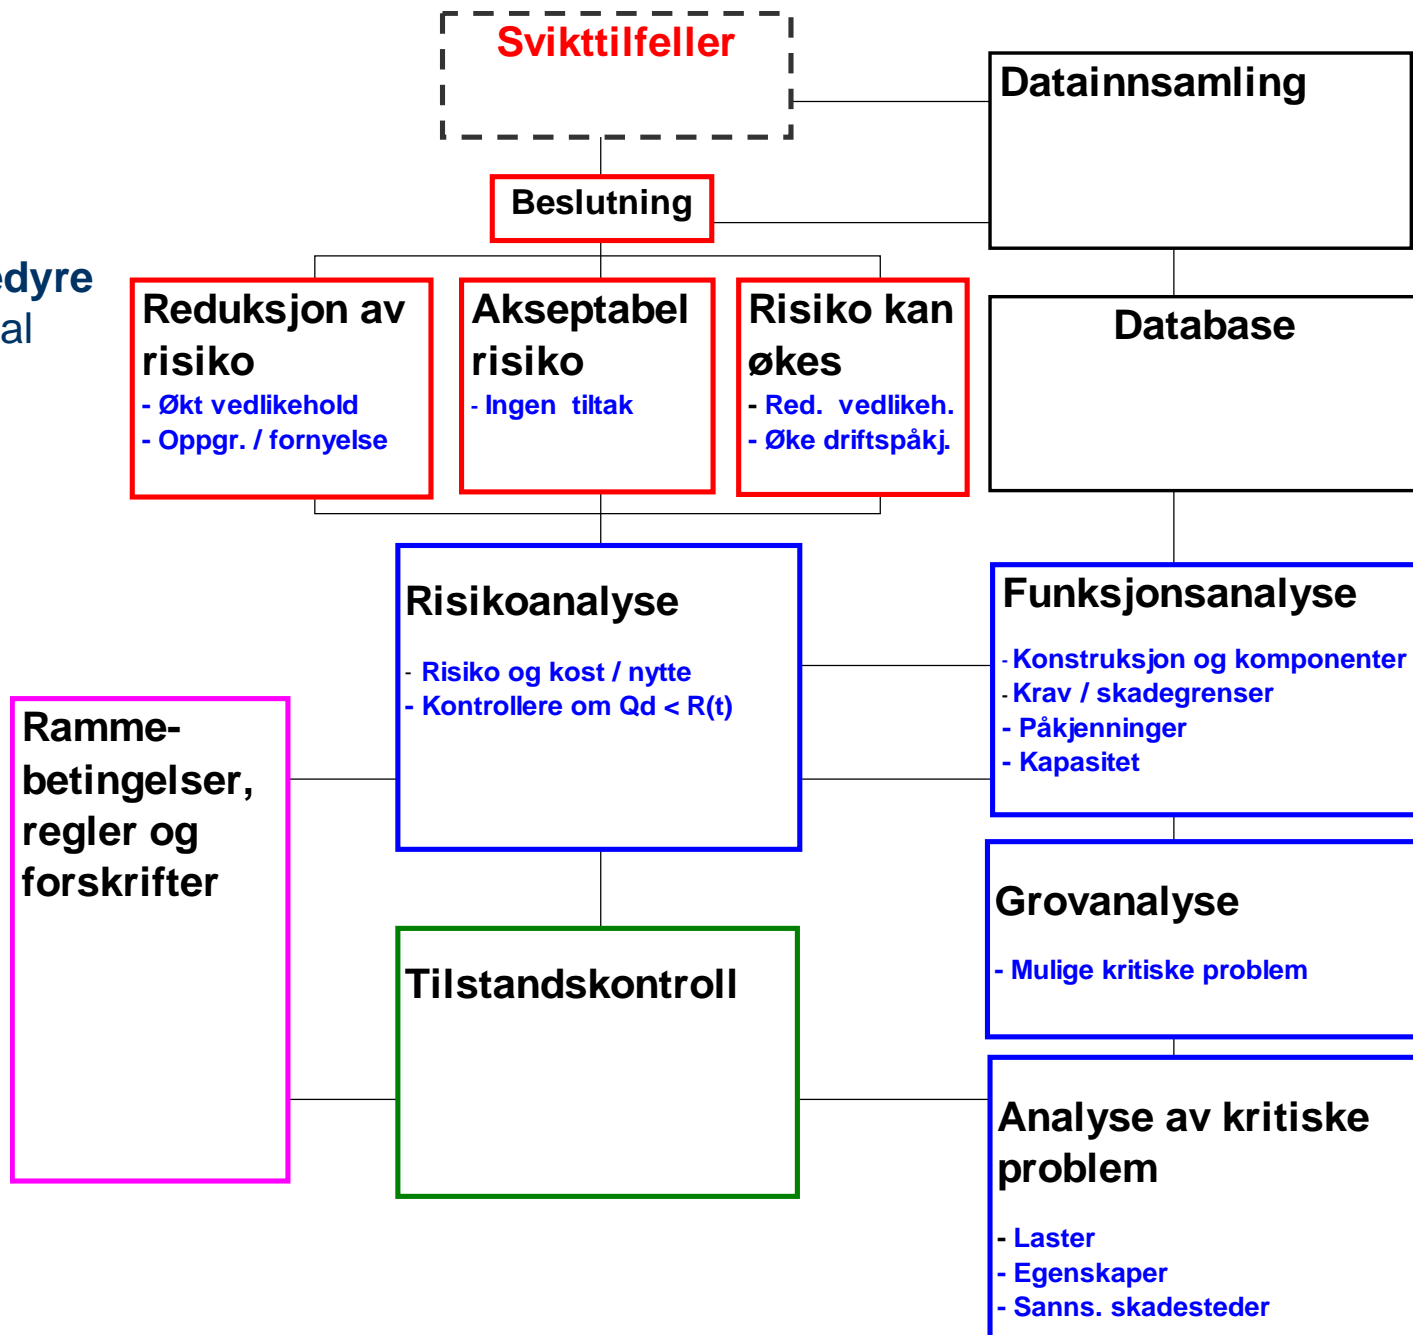 Svikttilfeller
Datainnsamling
Beslutning
edyre
al
Reduksjon av
risiko
- Økt vedlikehold
- Oppgr. / fornyelse
Akseptabel
risiko
- Ingen tiltak
Risiko kan
økes
- Red. vedlikeh.
- Øke driftspåkj.
Database
Risikoanalyse
- Risiko og kost / nytte
- Kontrollere om Qd < R(t)
Funksjonsanalyse
- Konstruksjon og komponenter
- Krav / skadegrenser
- Påkjenninger
- Kapasitet
Ramme-
betingelser,
regler og
forskrifter
Grovanalyse
- Mulige kritiske problem
Tilstandskontroll
Analyse av kritiske
problem
- Laster
- Egenskaper
- Sanns. skadesteder